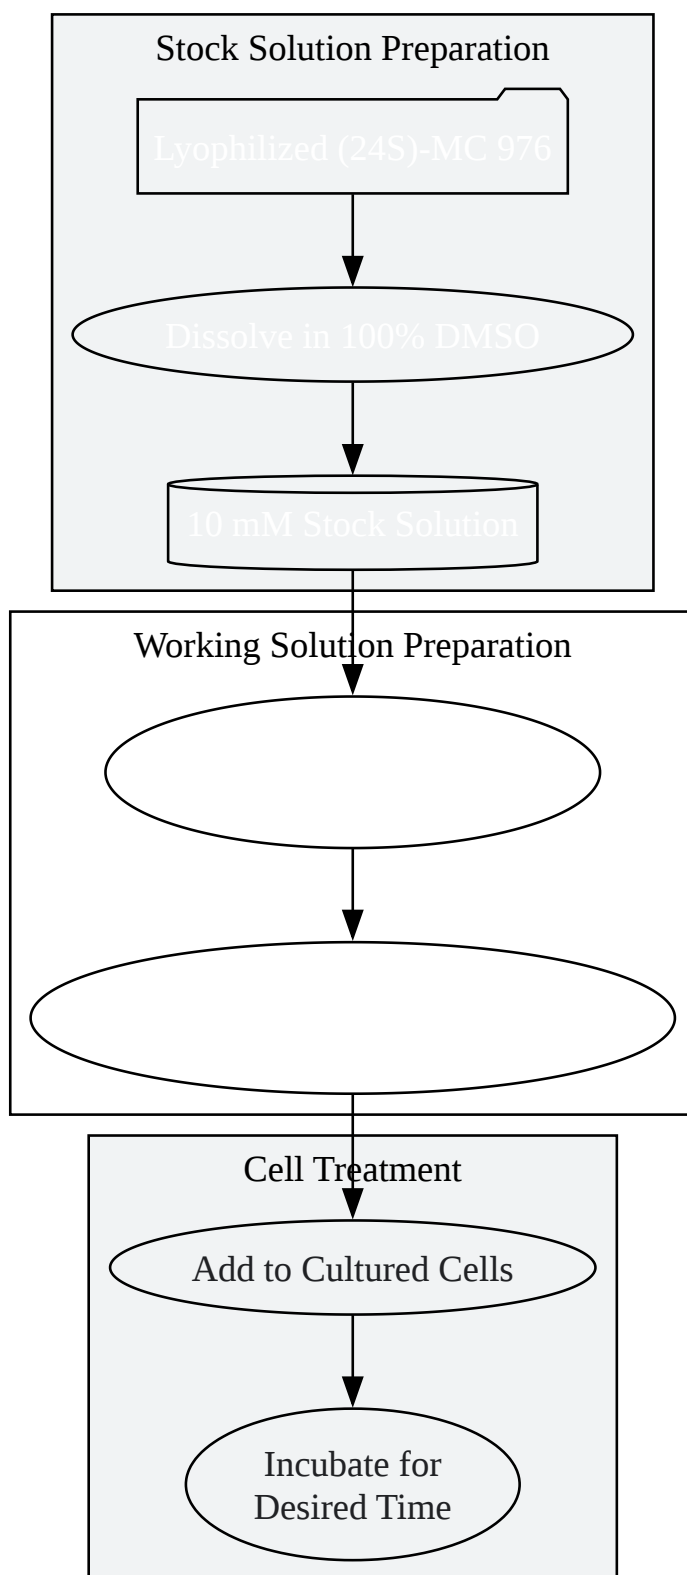 Stock Solution Preparation
Lyophilized (24S)-MC 976
Dissolve in 100% DMSO
10 mM Stock Solution
Working Solution Preparation
Cell Treatment
Add to Cultured Cells
Incubate for
Desired Time